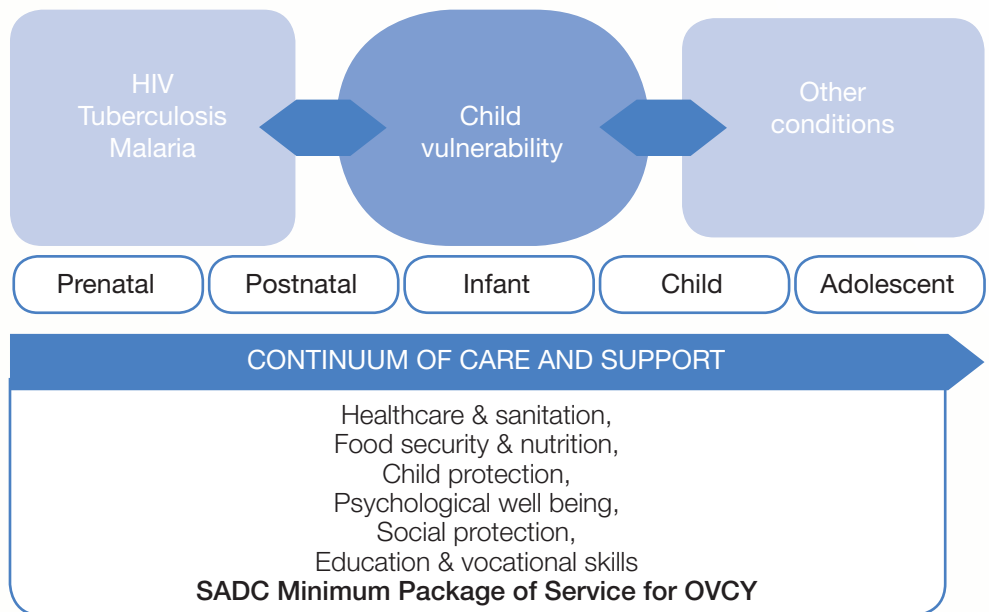 HIV
Tuberculosis
Malaria
Child
vulnerability
Other
conditions
Prenatal
Postnatal
Infant
Child
Adolescent
CONTINUUM OF CARE AND SUPPORT
Healthcare & sanitation,
Food security & nutrition,
Child protection,
Psychological well being,
Social protection,
Education & vocational skills
SADC Minimum Package of Service for OVCY